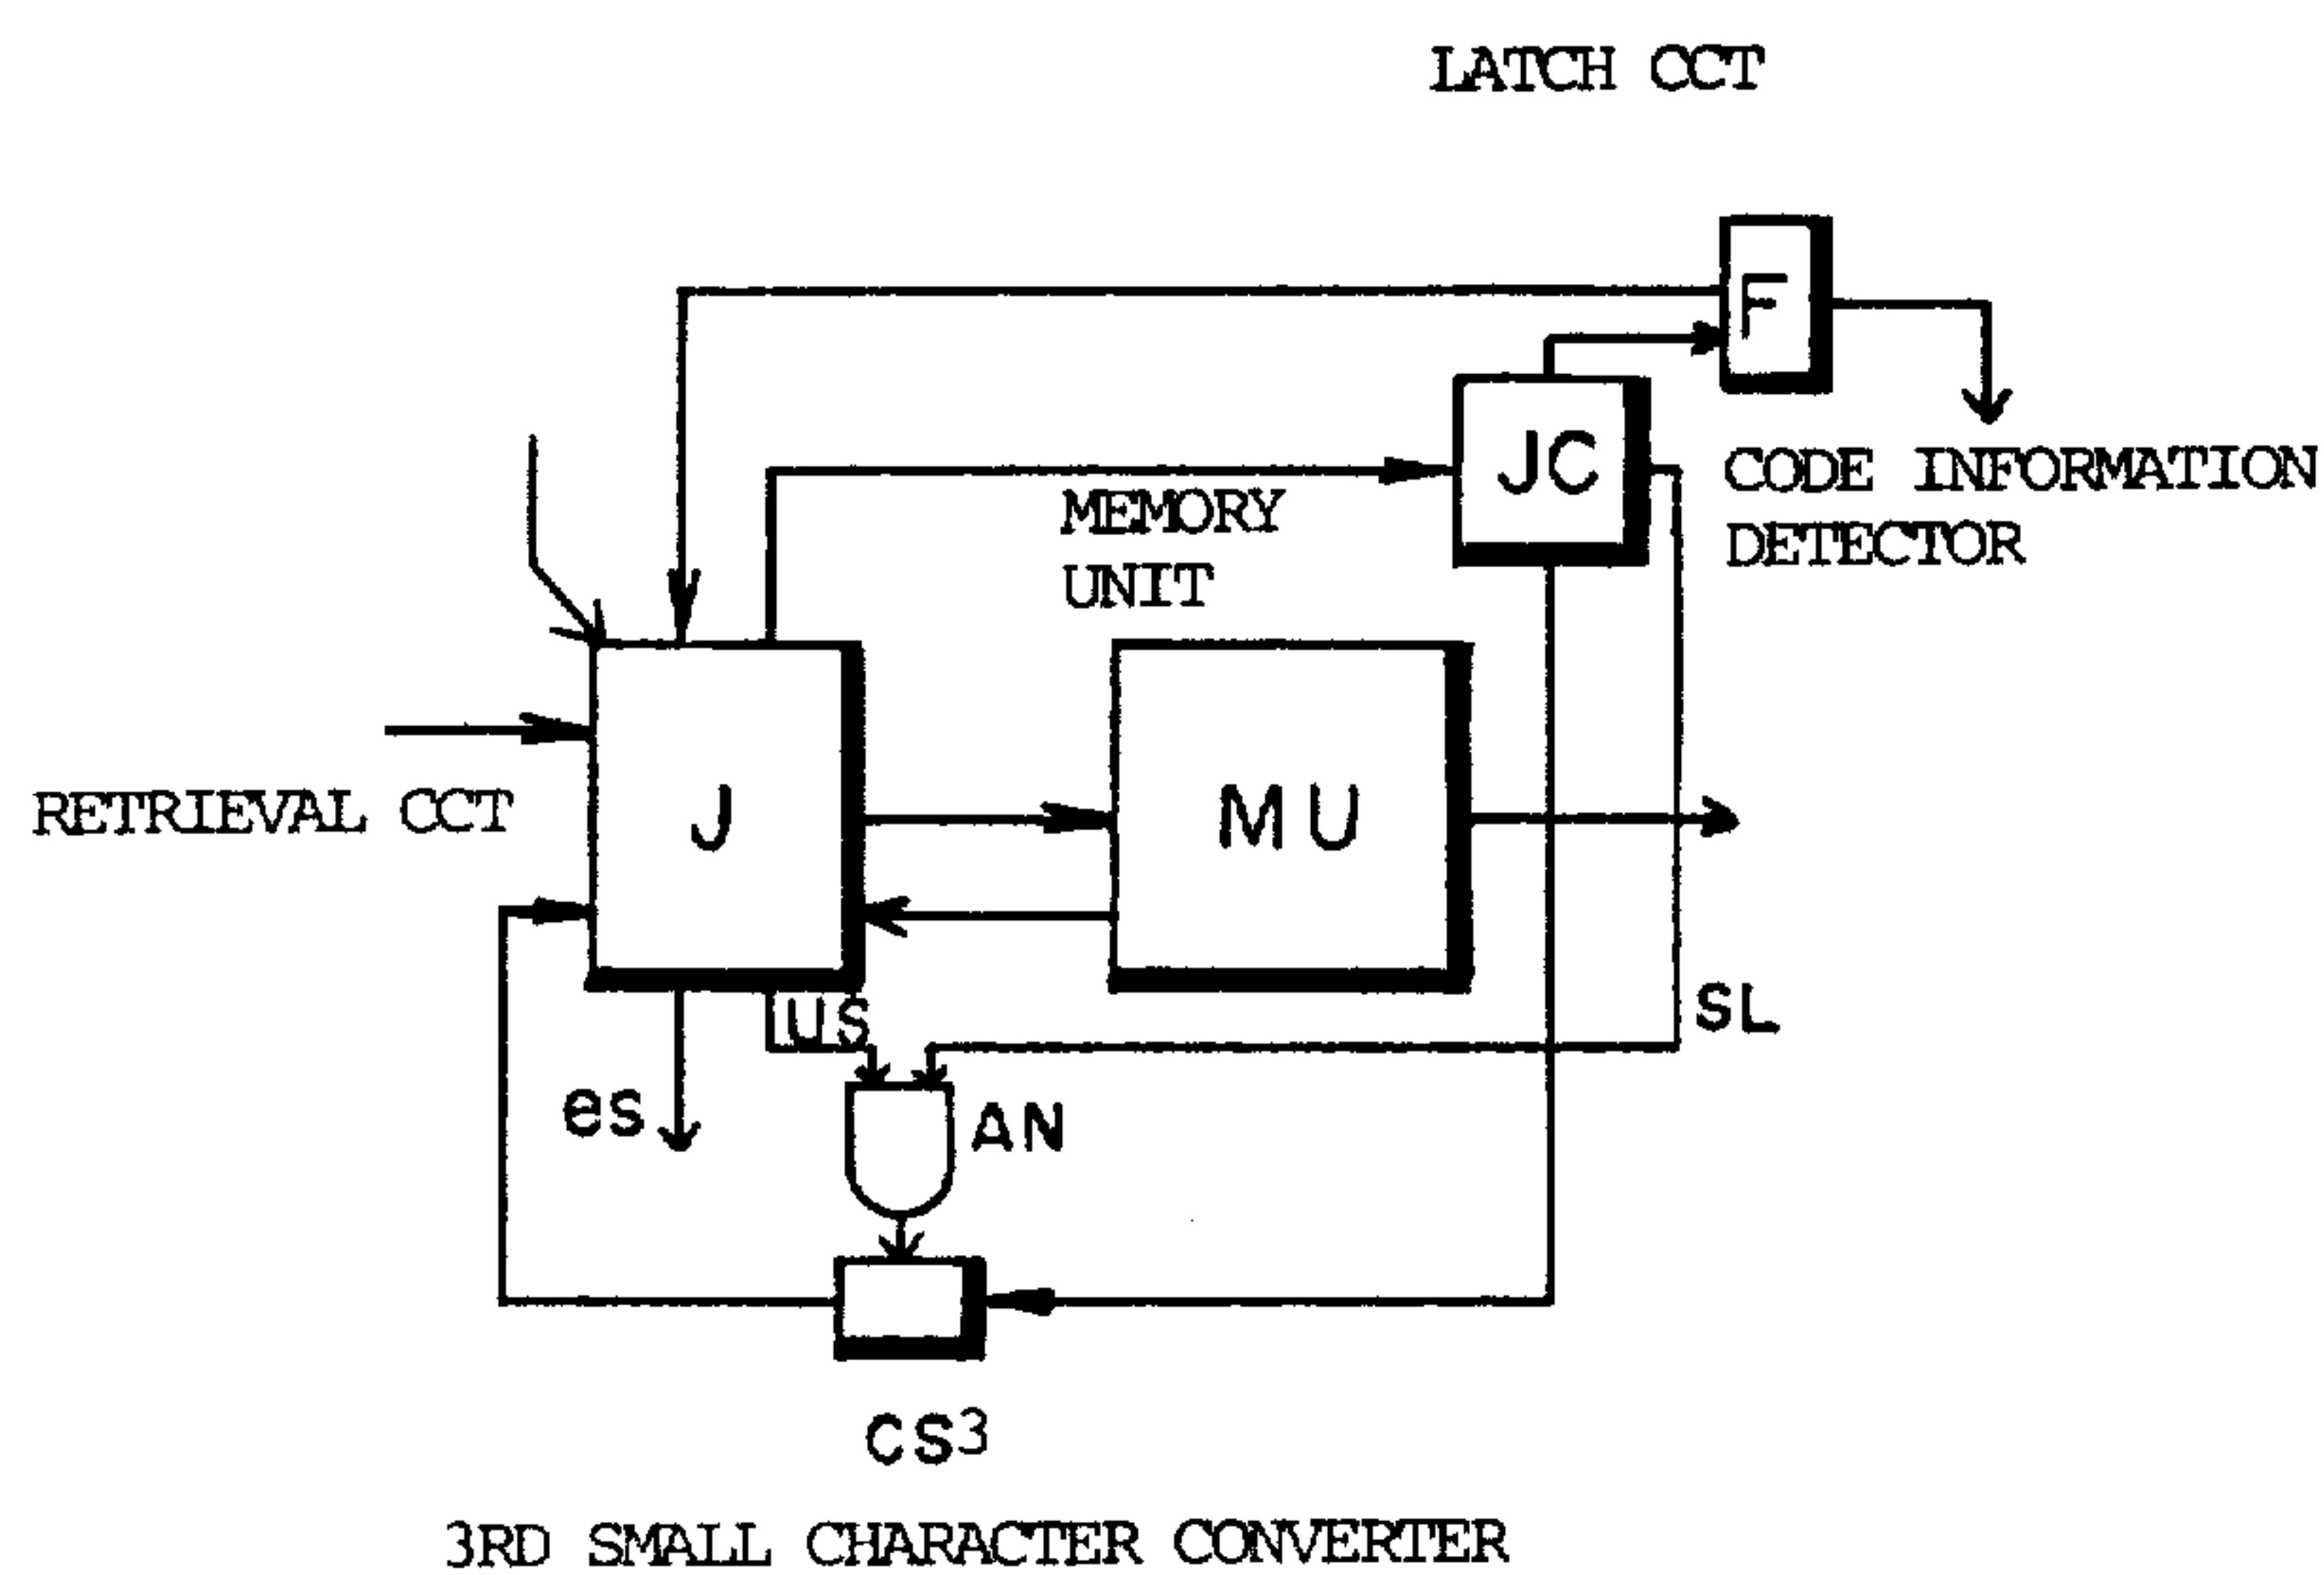 LATCH CCT
F
JC
CODE INFORMATION
DETECTOR
MEMORY
UNIT
RETRIEVAL CCT
J
MU
US
SL
es
AN
CS3
3RD SMALL CHARACTER CONVERTER